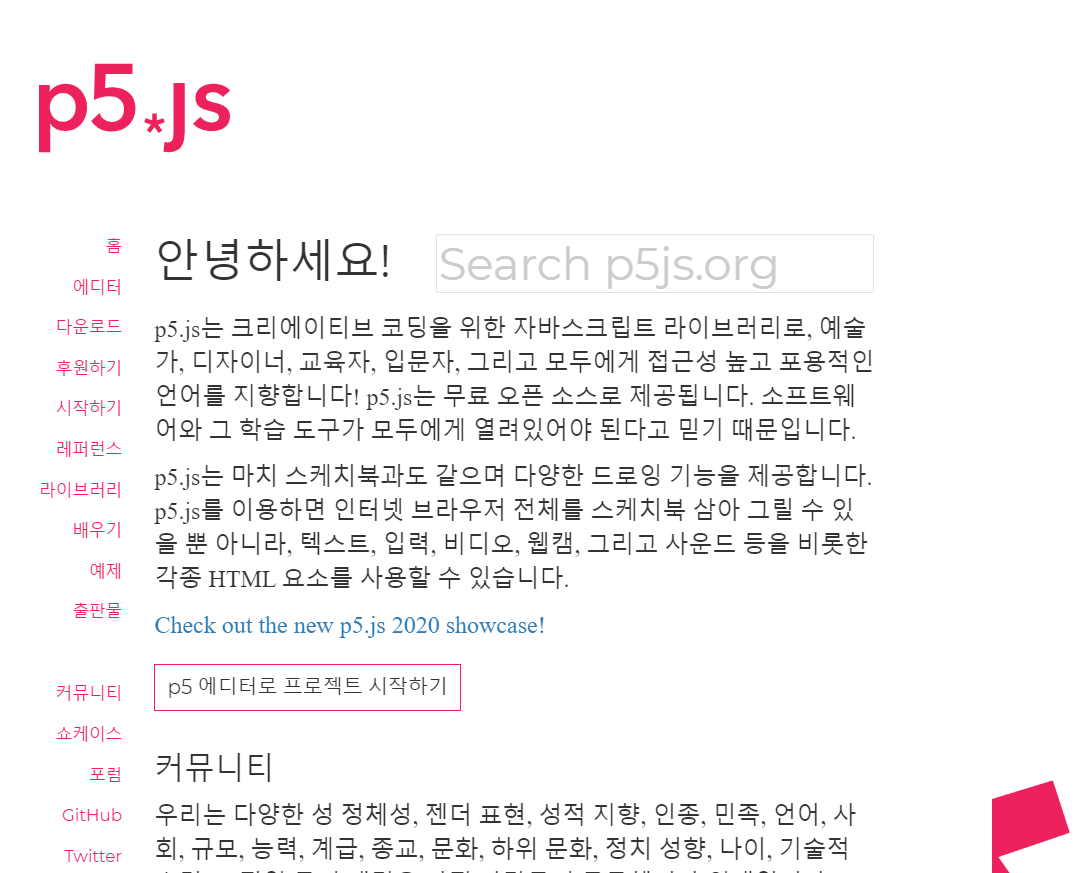 p5*js
홈
에디터
다운로드
후원하기
시작하기
레퍼런스
라이브러리
배우기
예제
출판물
커뮤니티
쇼케이스
포럼
GitHub
Twitter
안녕하세요!
Search p5js.org
p5.js는 크리에이티브 코딩을 위한 자바스크립트 라이브러리로, 예술
가, 디자이너, 교육자, 입문자, 그리고 모두에게 접근성 높고 포용적인
언어를 지향합니다! p5.js는 무료 오픈 소스로 제공됩니다. 소프트웨
어와 그 학습 도구가 모두에게 열려있어야 된다고 믿기 때문입니다.
p5.js는 마치 스케치북과도 같으며 다양한 드로잉 기능을 제공합니다.
p5.js를 이용하면 인터넷 브라우저 전체를 스케치북 삼아 그릴 수 있
을 뿐 아니라, 텍스트, 입력, 비디오, 웹캠, 그리고 사운드 등을 비롯한
각종 HTML 요소를 사용할 수 있습니다.
Check out the new p5.js 2020 showcase!
p5 에디터로 프로젝트 시작하기
커뮤니티
우리는 다양한 성 정체성, 젠더 표현, 성적 지향, 인종, 민족, 언어, 사
회, 규모, 능력, 계급, 종교, 문화, 하위 문화, 정치 성향, 나이, 기술적